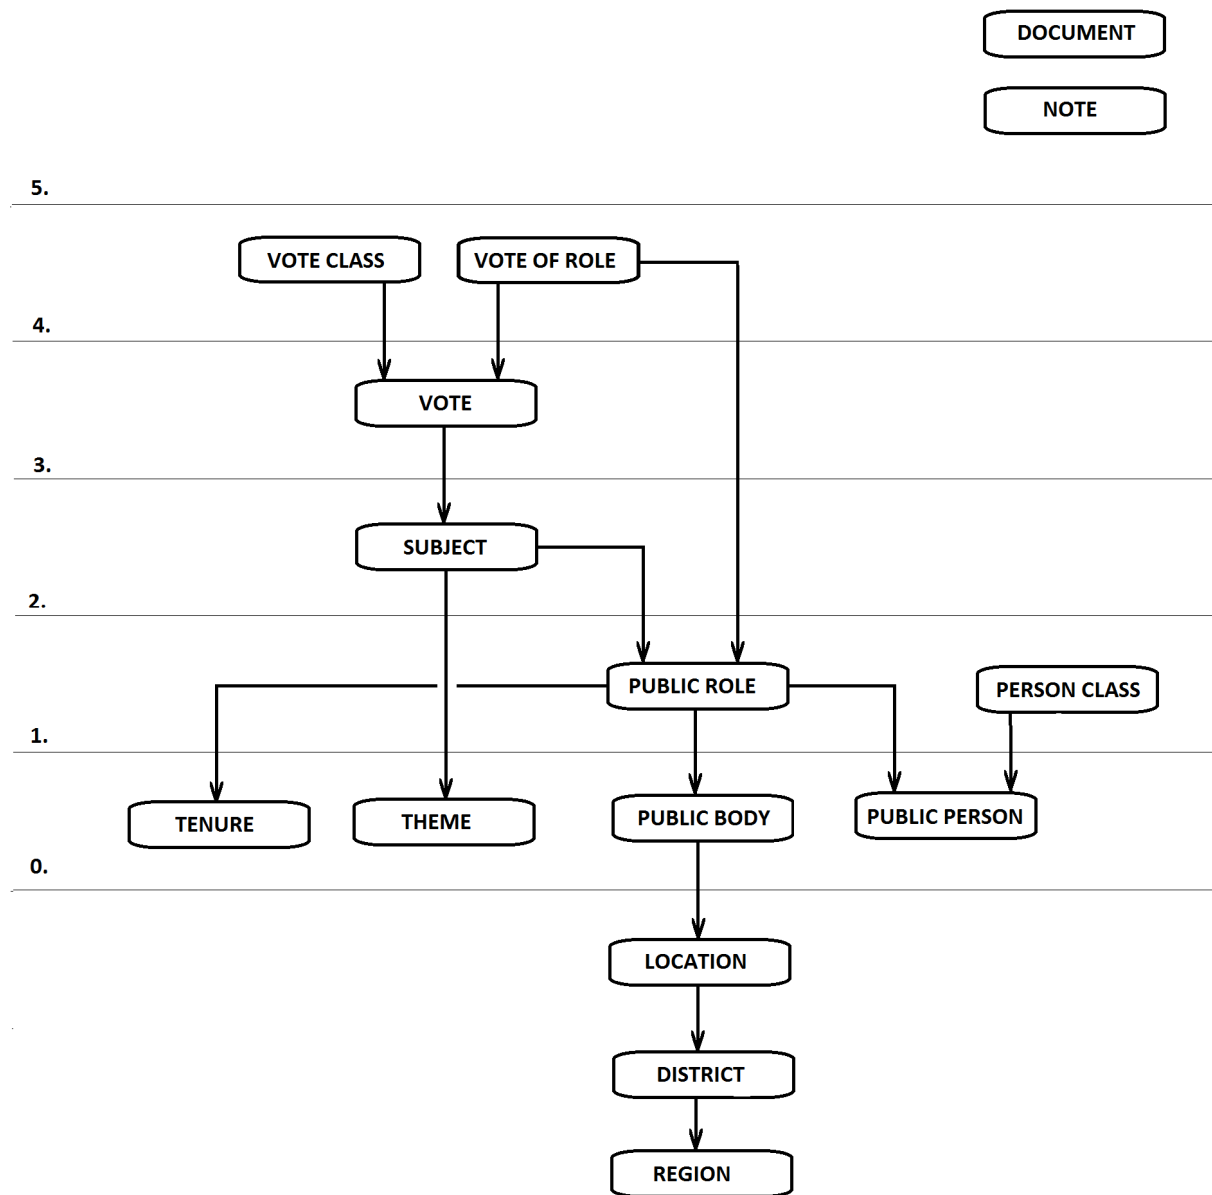 DOCUMENT
NOTE
5.
VOTE CLASS
VOTE OF ROLE
4.
VOTE
3.
SUBJECT
2.
PUBLIC ROLE
PERSON CLASS
1.
TENURE
THEME
PUBLIC BODY
PUBLIC PERSON
0.
LOCATION
DISTRICT
REGION